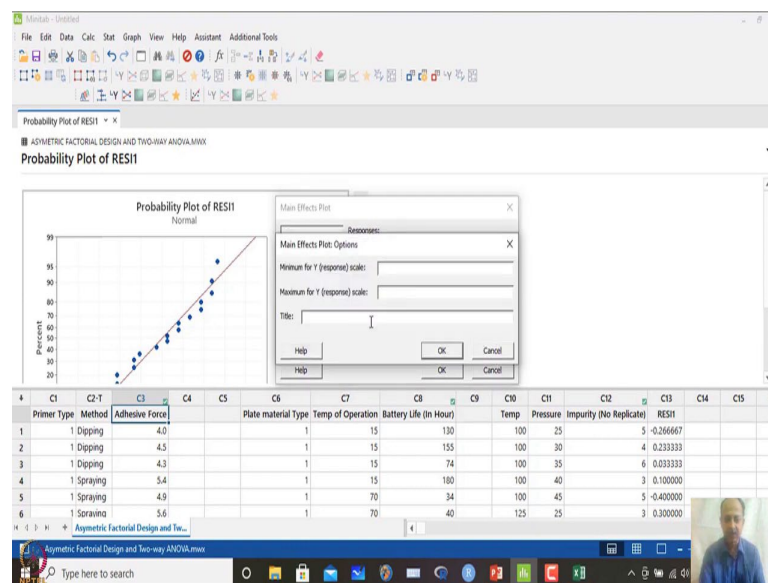 Minitab - Untitled
File Edit Data Calc Stat Graph View Help Assistant Additional Tools
Probability Plot of RESI1
ASYMETRIC FACTORIAL DESIGN AND TWO-WAY ANOVA.MWX
Probability Plot of RESI1
Probability Plot of RESI1
Normal
Percent
99
95
90
80
70
60
50
40
30
20
Main Effects Plot
Responses:
Main Effects Plot: Options
Minimum for Y (response) scale:
Maximum for Y (response) scale:
Title:
Help OK Cancel
Help OK Cancel
C1 C2-T C3 C4 C5 C6 C7 C8 C9 C10 C11 C12 C13 C14 C15
Primer Type Method Adhesive Force Plate material Type Temp of Operation Battery Life (In Hour) Temp Pressure Impurity (No Replicate) RESI1
1 1 Dipping 4.0 1 15 130 100 25 5 -0.266667
2 1 Dipping 4.5 1 15 155 100 30 4 0.233333
3 1 Dipping 4.3 1 15 74 100 35 6 0.033333
4 1 Spraying 5.4 1 15 180 100 40 3 0.100000
5 1 Spraying 4.9 1 70 34 100 45 5 -0.400000
6 1 Spraying 5.6 1 70 40 125 25 3 0.300000
Asymetric Factorial Design and Tw...
Asymetric Factorial Design and Two-way ANOVA.mwx
NPTEL
Type here to search